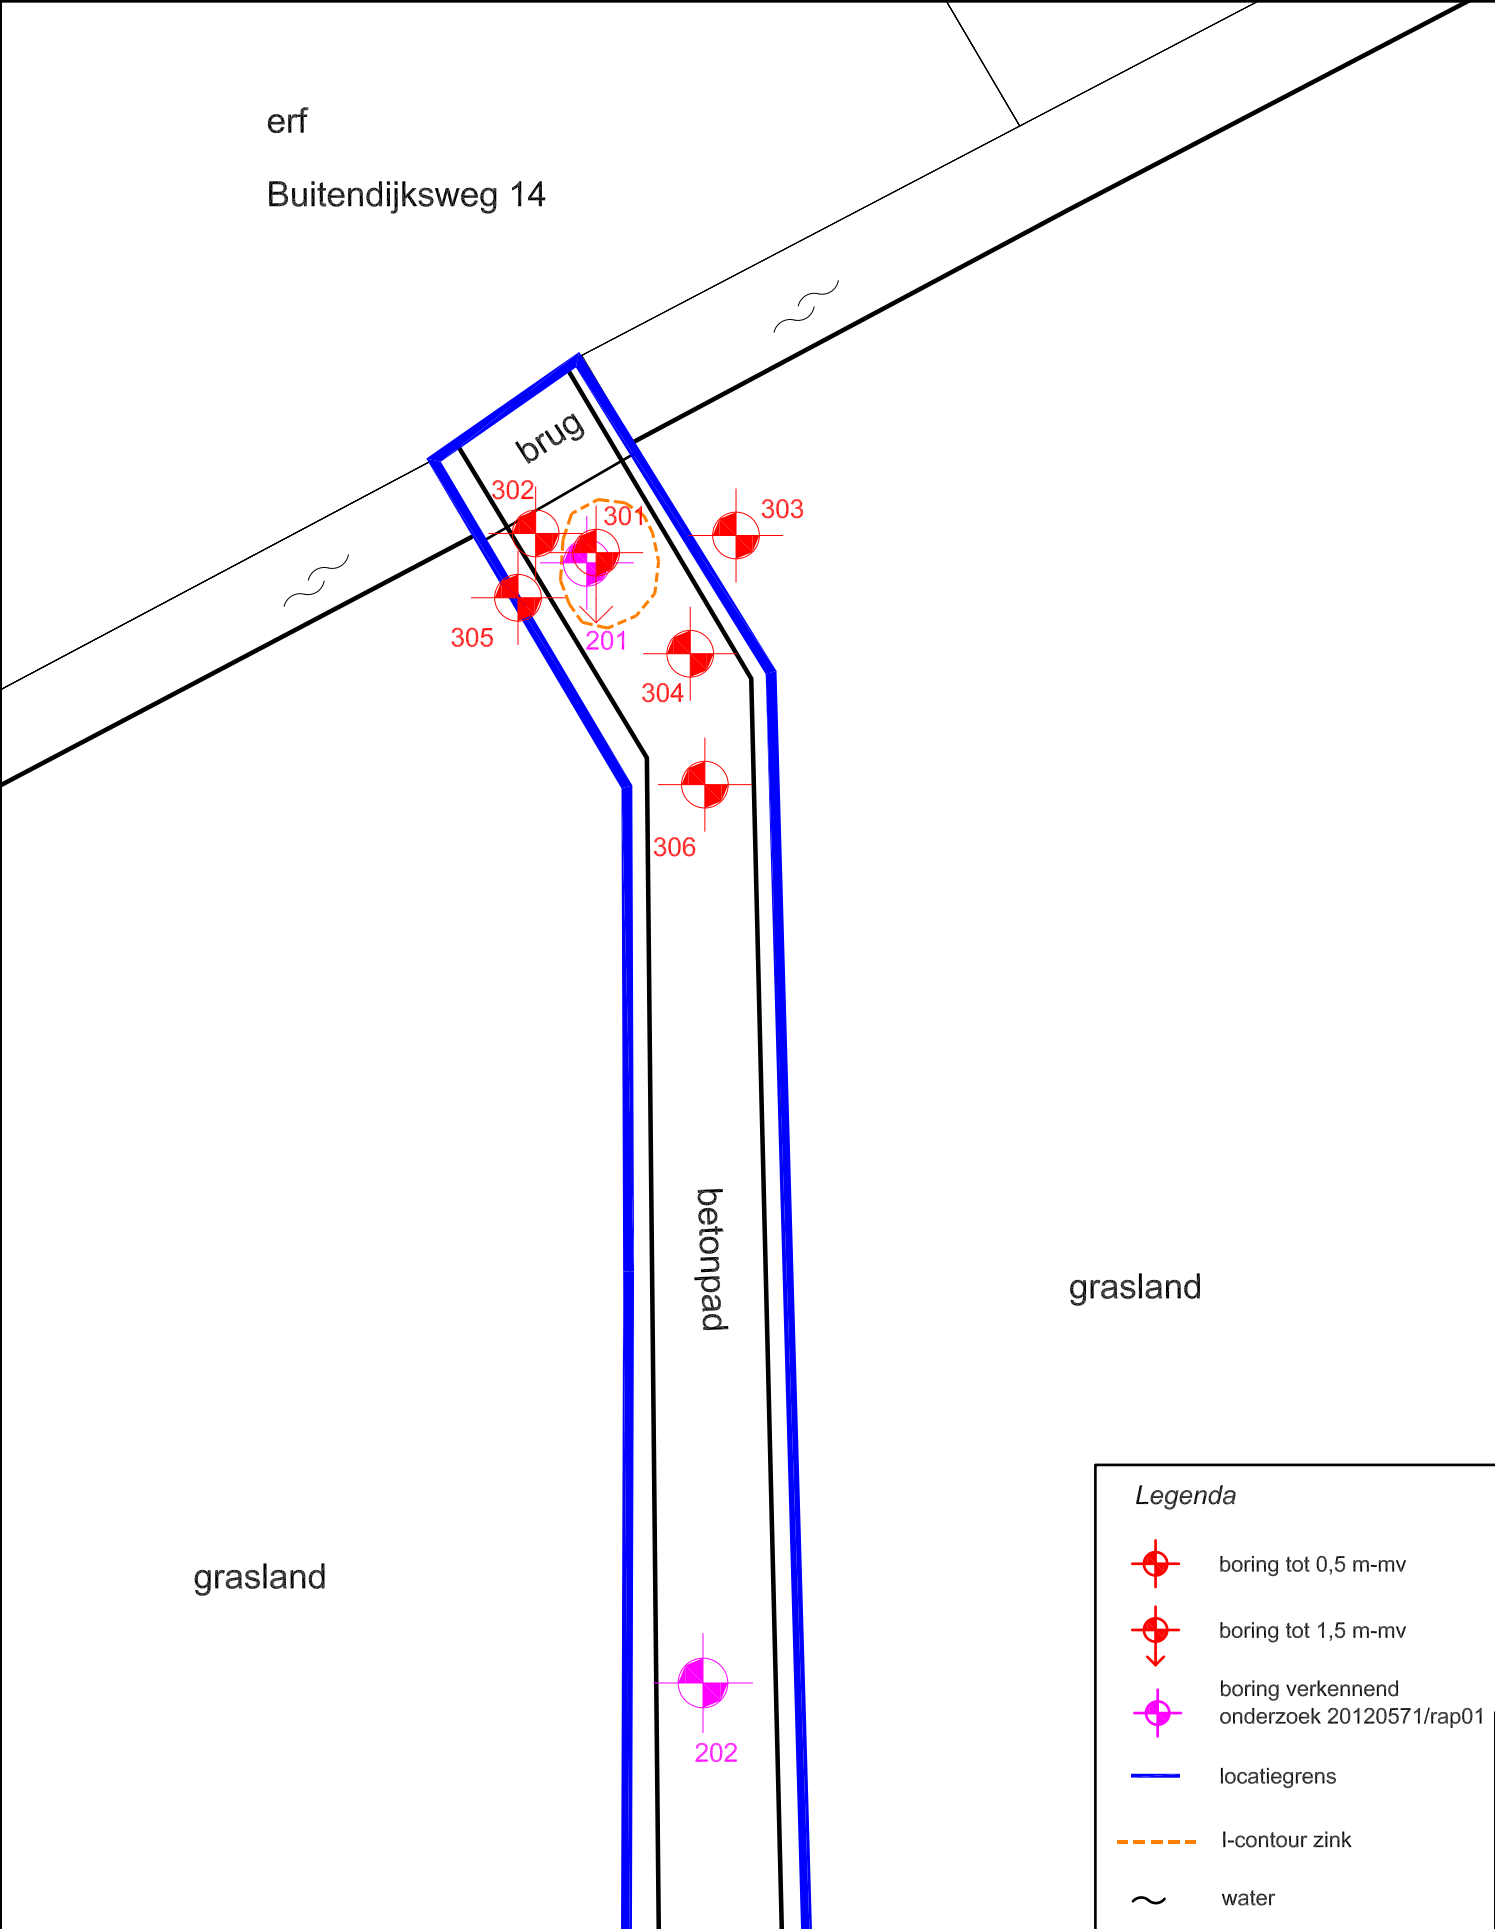 erf
Buitendijksweg 14
brug
302
301
303
305
201
304
306
betonpad
grasland
grasland
202
Legenda
boring tot 0,5 m-mv
boring tot 1,5 m-mv
boring verkennend
onderzoek 20120571/rap01
locatiegrens
I-contour zink
water